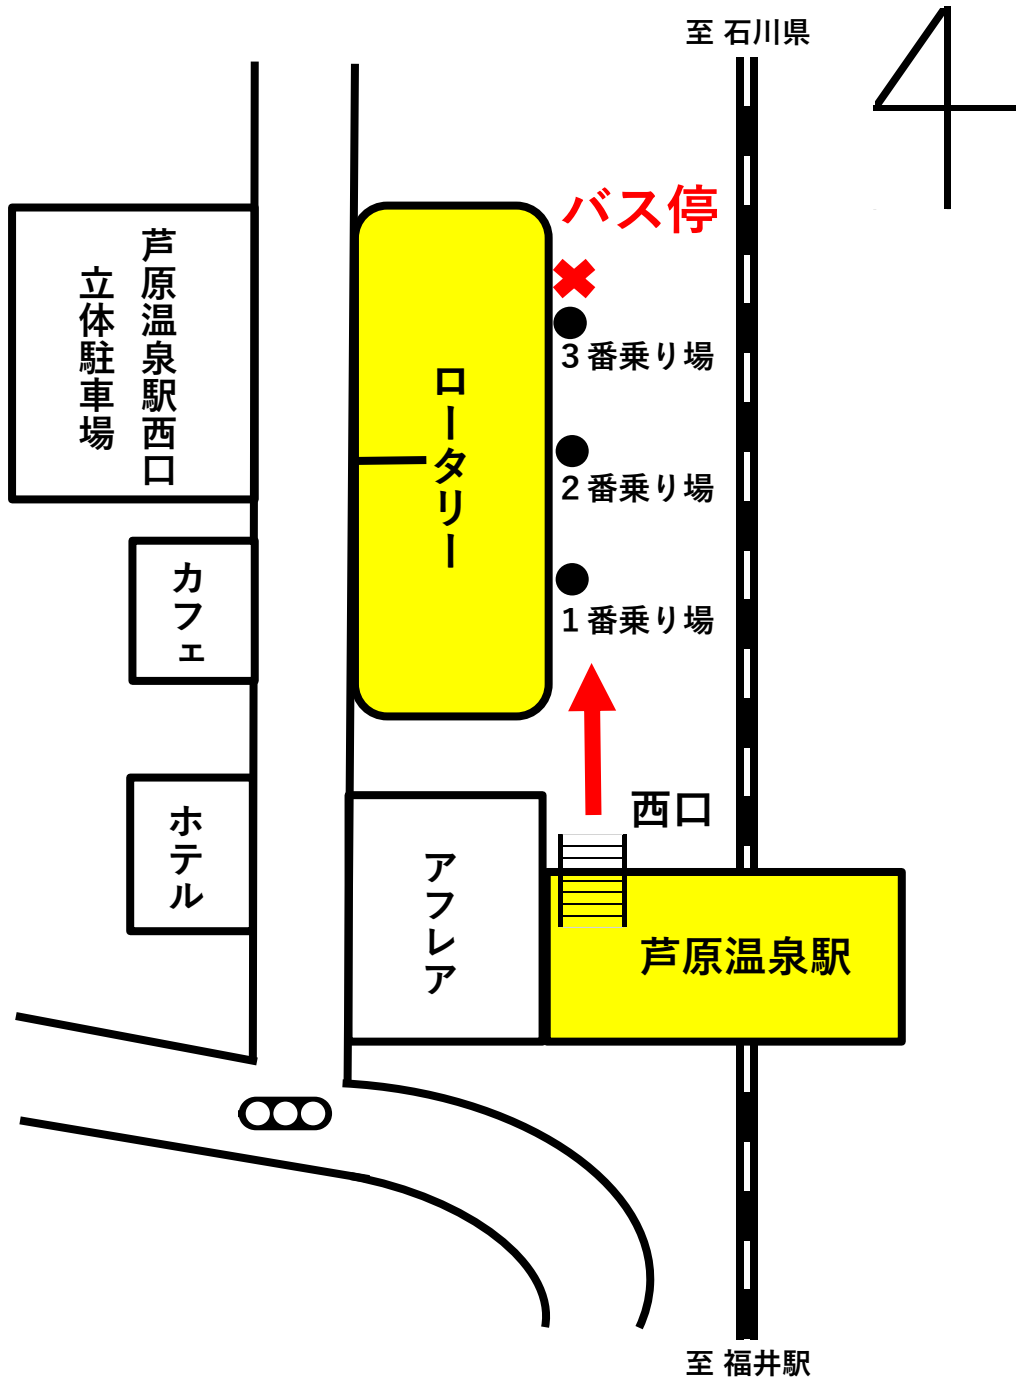 至 石川県
バス停
芦原温泉駅西口
立体駐車場
3番乗り場
ロータリー
2番乗り場
カフェ
1番乗り場
西口
ホテル
アフレア
芦原温泉駅
至 福井駅